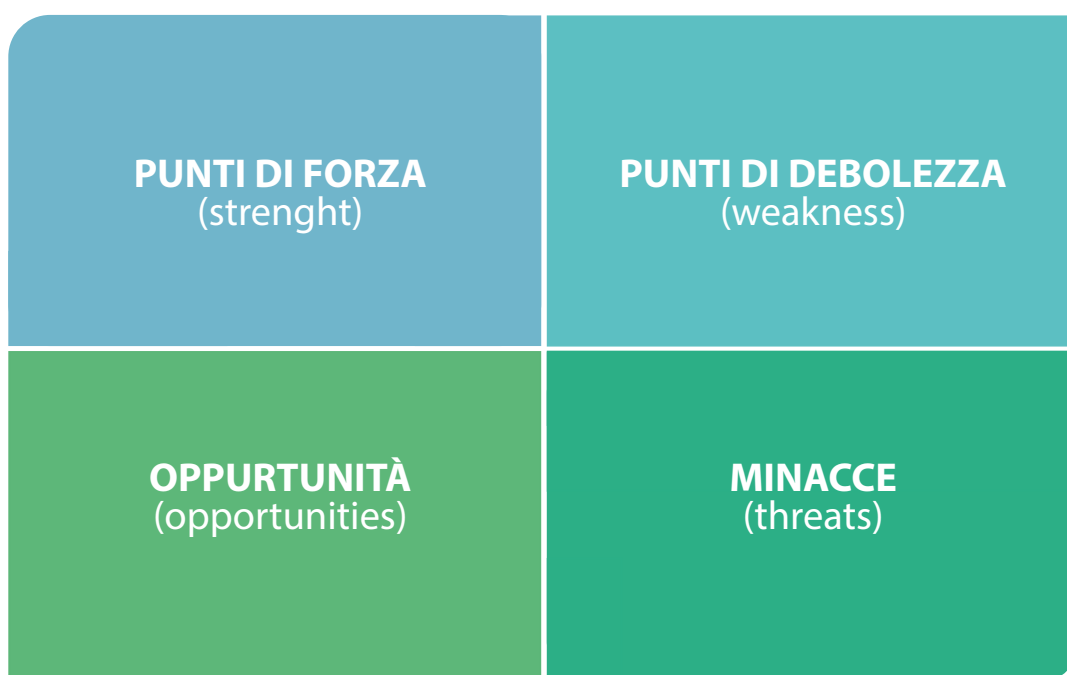 PUNTI DI FORZA
(strenght)
PUNTI DI DEBOLEZZA
(weakness)
OPPURTUNITÀ
(opportunities)
MINACCE
(threats)